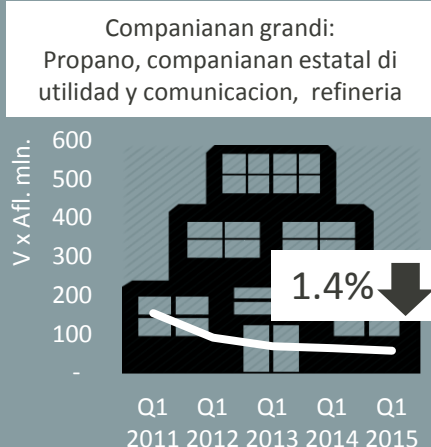 Companianan grandi:
Propano, companianan estatal di
utilidad y comunicacion, refineria
V x Afl. mln.
600
500
400
300
200
100
-
1.4%
Q1 Q1 Q1 Q1 Q1
2011 2012 2013 2014 2015